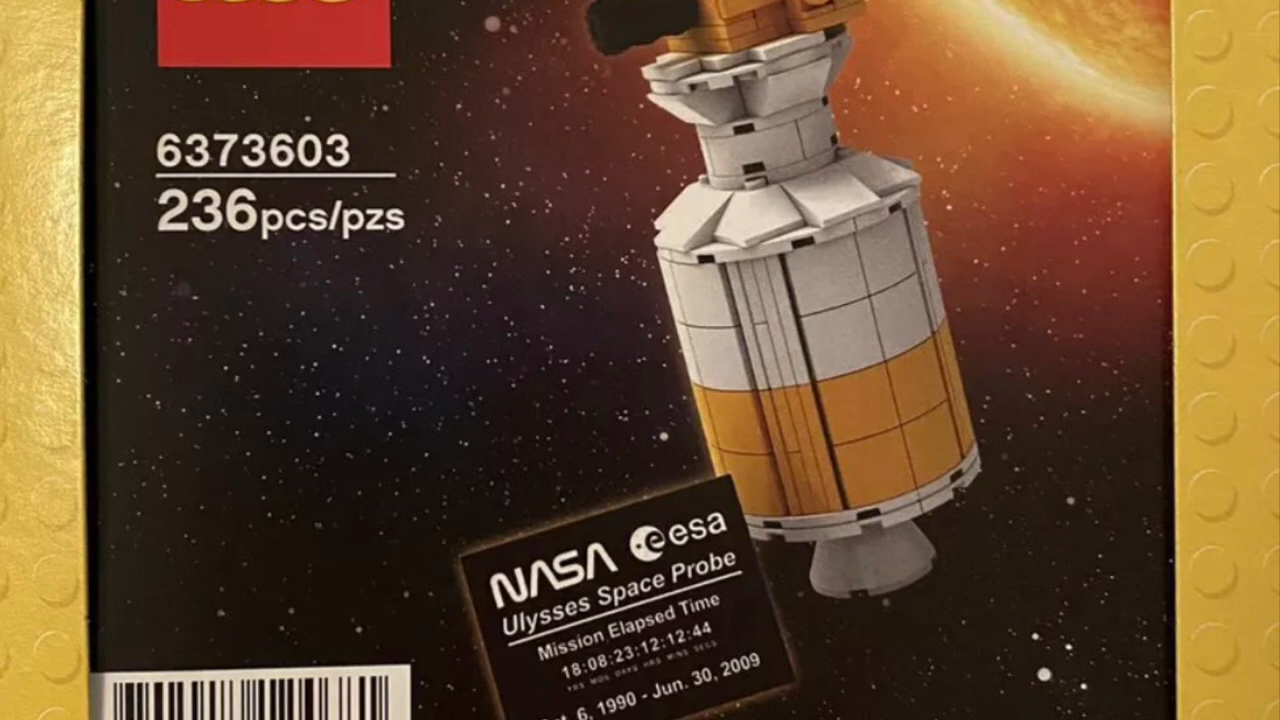 6373603
236pcs/pzs
NASA esa
Ulysses Space Probe
Mission Elapsed Time
18:08:23:12:12:44
YRS MOS DAYS HRS MINS SECS
6, 1990 - Jun. 30, 2009